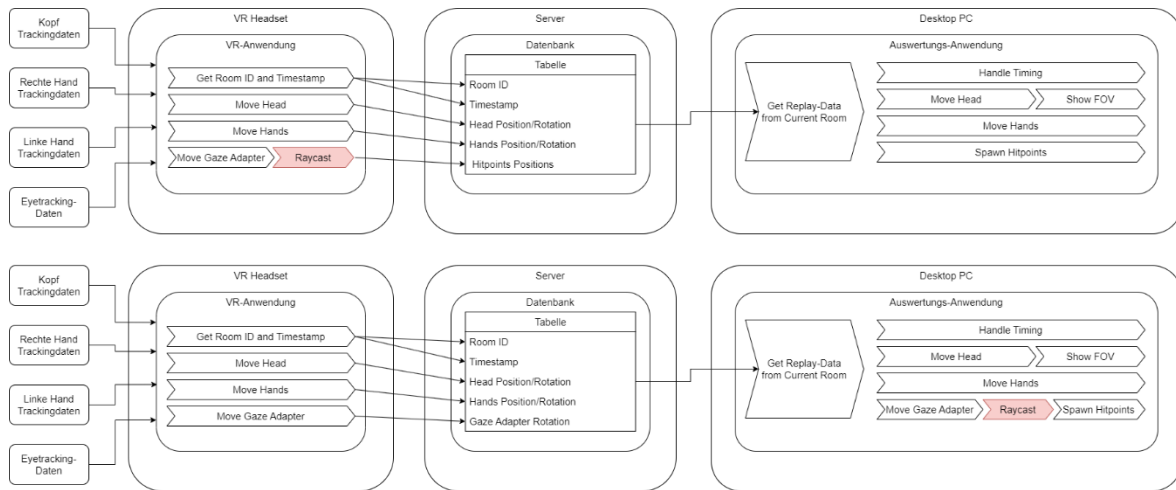 Kopf
Trackingdaten
Rechte Hand
Trackingdaten
Linke Hand
Trackingdaten
Eyetracking-
Daten
VR Headset
VR-Anwendung
Get Room ID and Timestamp
Move Head
Move Hands
Move Gaze Adapter
Raycast
Server
Datenbank
Tabelle
Room ID
Timestamp
Head Position/Rotation
Hands Position/Rotation
Hitpoints Positions
Desktop PC
Auswertungs-Anwendung
Get Replay-Data
from Current Room
Handle Timing
Move Head
Show FOV
Move Hands
Spawn Hitpoints
Kopf
Trackingdaten
Rechte Hand
Trackingdaten
Linke Hand
Trackingdaten
Eyetracking-
Daten
VR Headset
VR-Anwendung
Get Room ID and Timestamp
Move Head
Move Hands
Move Gaze Adapter
Server
Datenbank
Tabelle
Room ID
Timestamp
Head Position/Rotation
Hands Position/Rotation
Gaze Adapter Rotation
Desktop PC
Auswertungs-Anwendung
Get Replay-Data
from Current Room
Handle Timing
Move Head
Show FOV
Move Hands
Move Gaze Adapter
Raycast
Spawn Hitpoints